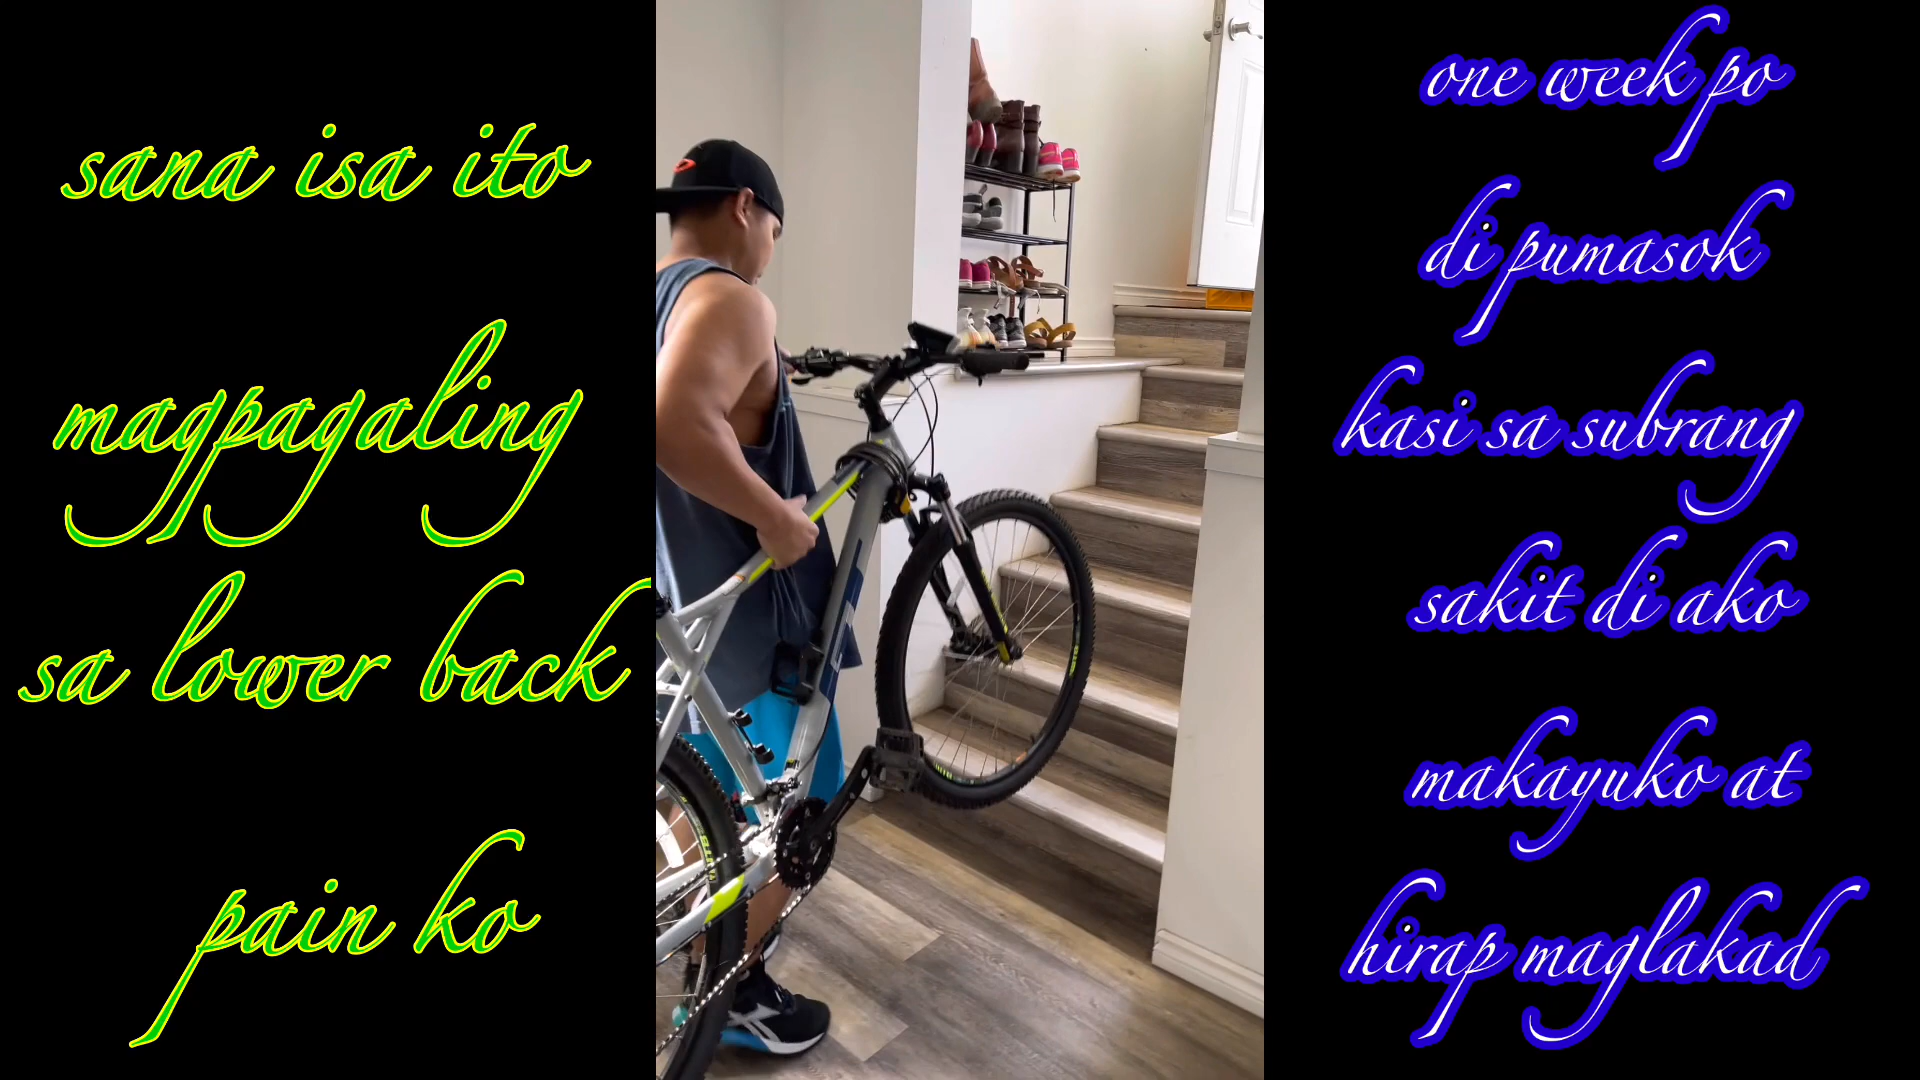 sana isa ito
magpagaling
sa lower back
pain ko
one week po
di pumasok
kasi sa subrang
sakit di ako
makayuko at
hirap maglakad